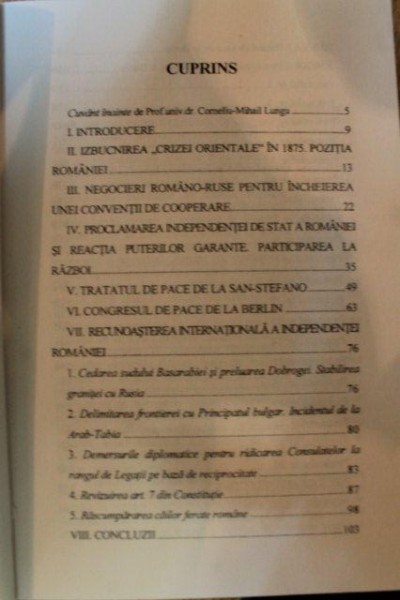 CUPRINS
Cuvânt înainte de Prof.univ.dr. Corneliu-Mihail Lungu 5
I. INTRODUCERE 9
II. IZBUCNIREA „CRIZEI ORIENTALE” ÎN 1875. POZIȚIA
ROMÂNIEI 13
III. NEGOCIERI ROMÂNO-RUSE PENTRU ÎNCHEIEREA
UNEI CONVENȚII DE COOPERARE 22
IV. PROCLAMAREA INDEPENDENȚEI DE STAT A ROMÂNIEI
ȘI REACȚIA PUTERILOR GARANTE. PARTICIPAREA LA
RĂZBOI 35
V. TRATATUL DE PACE DE LA SAN-STEFANO 49
VI. CONGRESUL DE PACE DE LA BERLIN 63
VII. RECUNOAȘTEREA INTERNAȚIONALĂ A INDEPENDENȚEI
ROMÂNIEI 76
1. Cedarea sudului Basarabiei și preluarea Dobrogei. Stabilirea
graniței cu Rusia 76
2. Delimitarea frontierei cu Principatul bulgar. Incidentul de la
Arab-Tabia 80
3. Demersurile diplomatice pentru ridicarea Consulatelor la
rangul de Legații pe bază de reciprocitate 83
4. Revizuirea art. 7 din Constituție 87
5. Răscumpărarea căilor ferate române 98
VIII. CONCLUZII 103